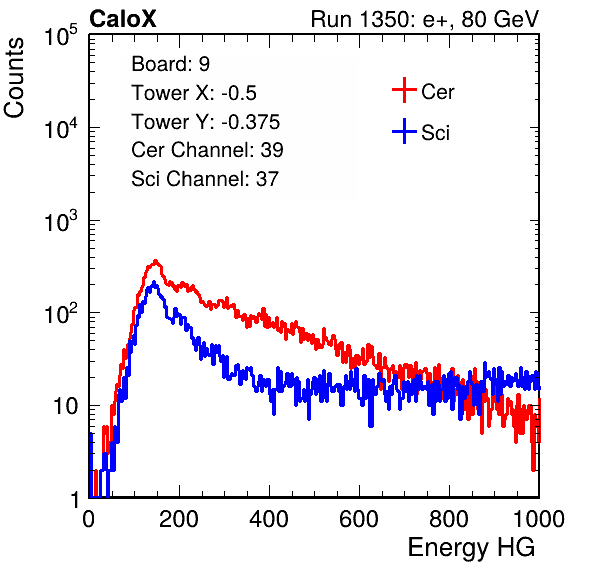 CaloX Run 1350: e+, 80 GeV
Counts
10^5
10^4
10^3
10^2
10
1
Board: 9
Tower X: -0.5
Tower Y: -0.375
Cer Channel: 39
Sci Channel: 37
Cer
Sci
0 200 400 600 800 1000
Energy HG